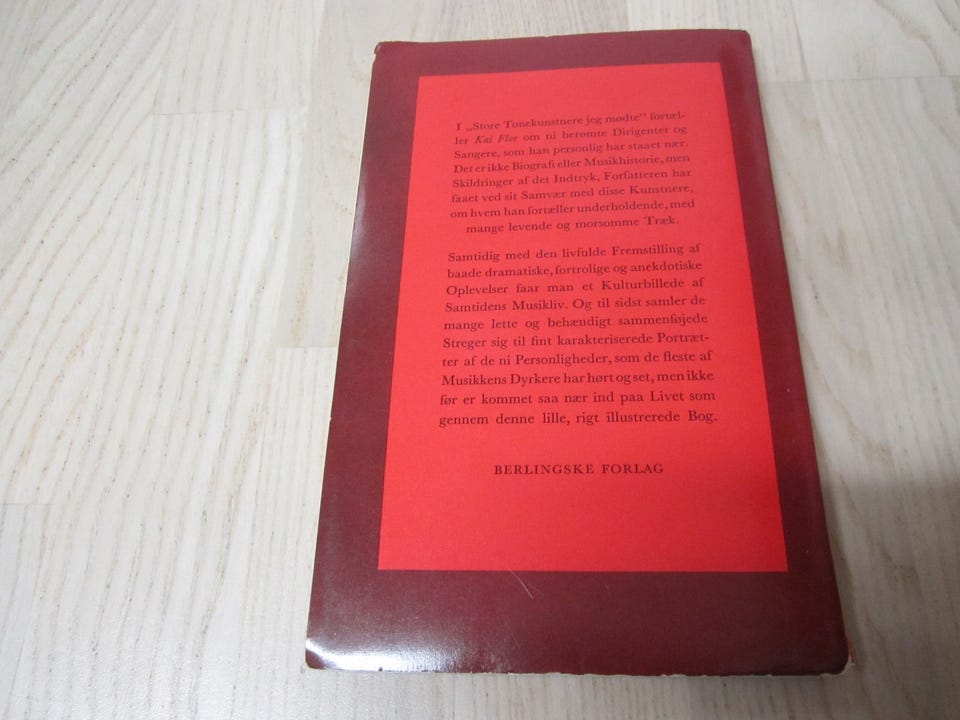 I „Store Tonekunstnere jeg mødte" fortæl-
ler Kai Flor om ni berømte Dirigenter og
Sangere, som han personlig har staaet nær.
Det er ikke Biografi eller Musikhistorie, men
Skildringer af det Indtryk, Forfatteren har
faaet ved sit Samvær med disse Kunstnere,
om hvem han fortæller underholdende, med
mange levende og morsomme Træk.
Samtidig med den livfulde Fremstilling af
baade dramatiske, fortrolige og anekdotiske
Oplevelser faar man et Kulturbillede af
Samtidens Musikliv. Og til sidst samler de
mange lette og behændigt sammenføjede
Streger sig til fint karakteriserede Portræt-
ter af de ni Personligheder, som de fleste af
Musikkens Dyrkere har hørt og set, men ikke
før er kommet saa nær ind paa Livet som
gennem denne lille, rigt illustrerede Bog.
BERLINGSKE FORLAG